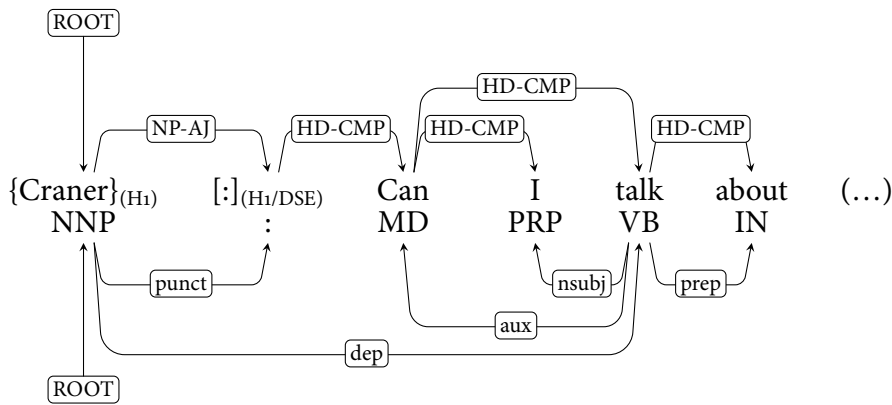 ROOT
HD-CMP
NP-AJ HD-CMP HD-CMP HD-CMP
{Craner}(H1) [:](H1/DSE) Can I talk about (…)
NNP : MD PRP VB IN
punct nsubj prep
aux
dep
ROOT